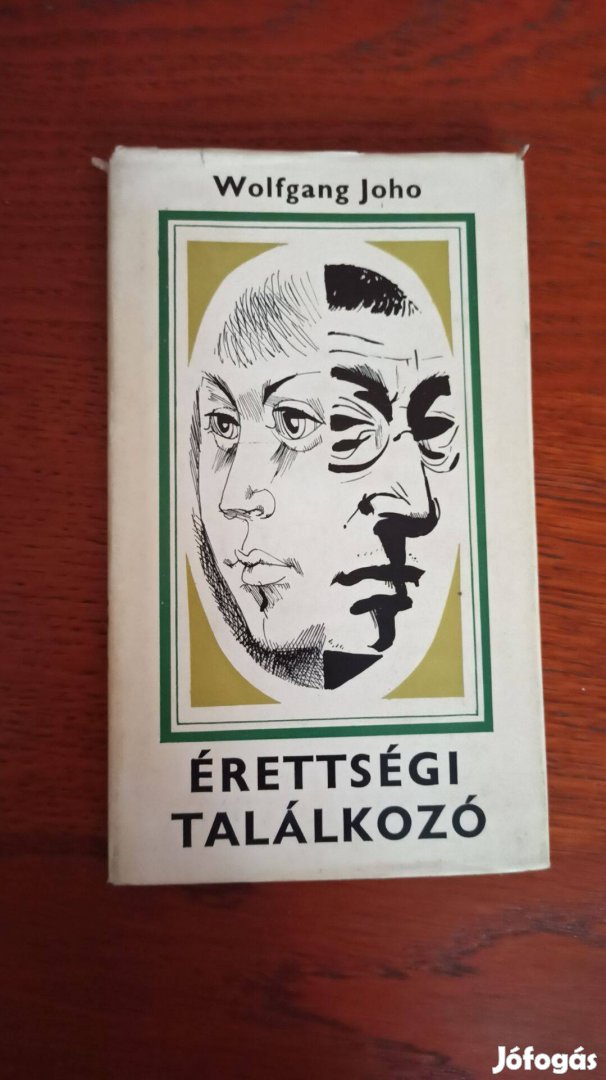 Wolfgang Joho
ÉRETTSÉGI
TALÁLKOZÓ
Jófogás